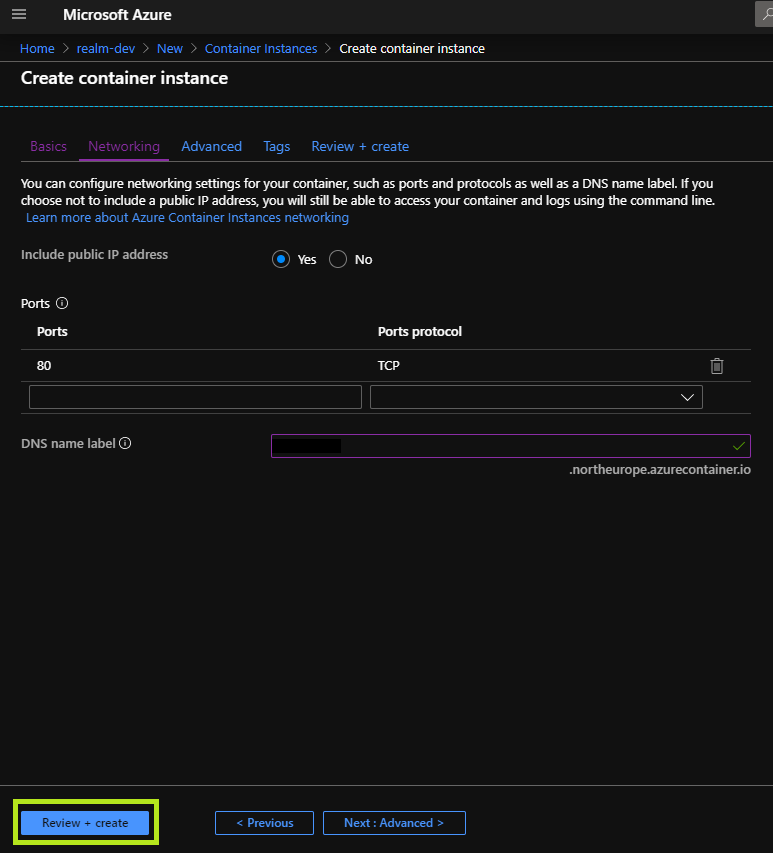 Microsoft Azure
Home > realm-dev > New > Container Instances > Create container instance
Create container instance
Basics Networking Advanced Tags Review + create
You can configure networking settings for your container, such as ports and protocols as well as a DNS name label. If you
choose not to include a public IP address, you will still be able to access your container and logs using the command line.
Learn more about Azure Container Instances networking
Include public IP address Yes No
Ports
Ports Ports protocol
80 TCP
DNS name label
.northeurope.azurecontainer.io
Review + create < Previous Next : Advanced >